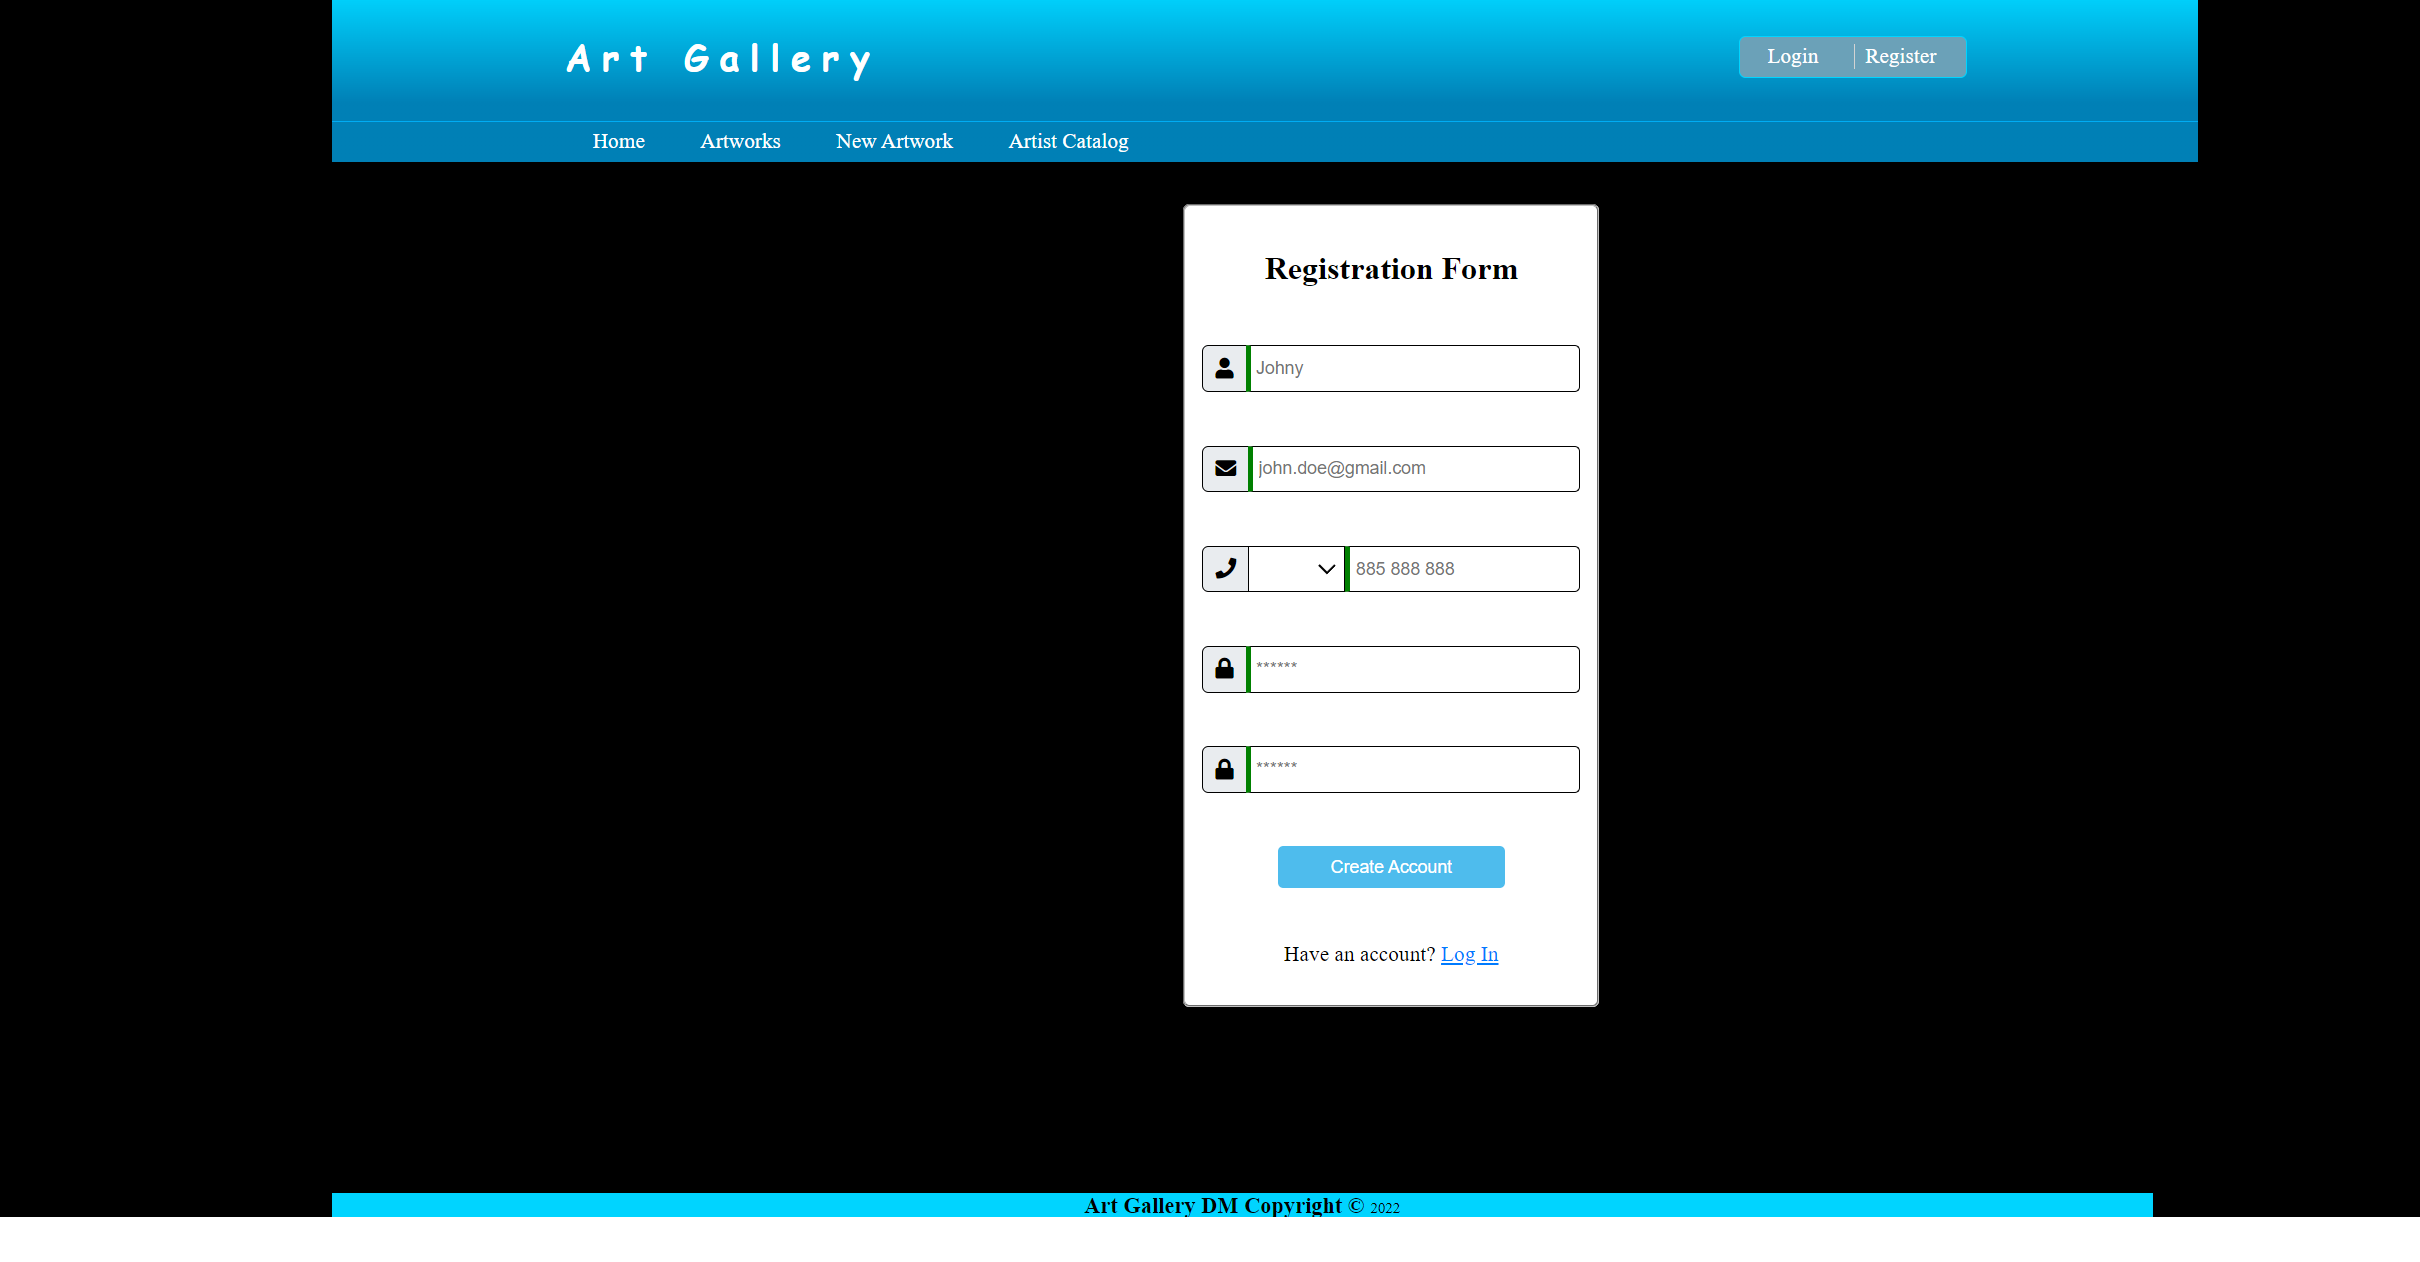 Art Gallery
Login
Register
Home
Artworks
New Artwork
Artist Catalog
Registration Form
Johny
john.doe@gmail.com
885 888 888
******
******
Create Account
Have an account? Log In
Art Gallery DM Copyright © 2022